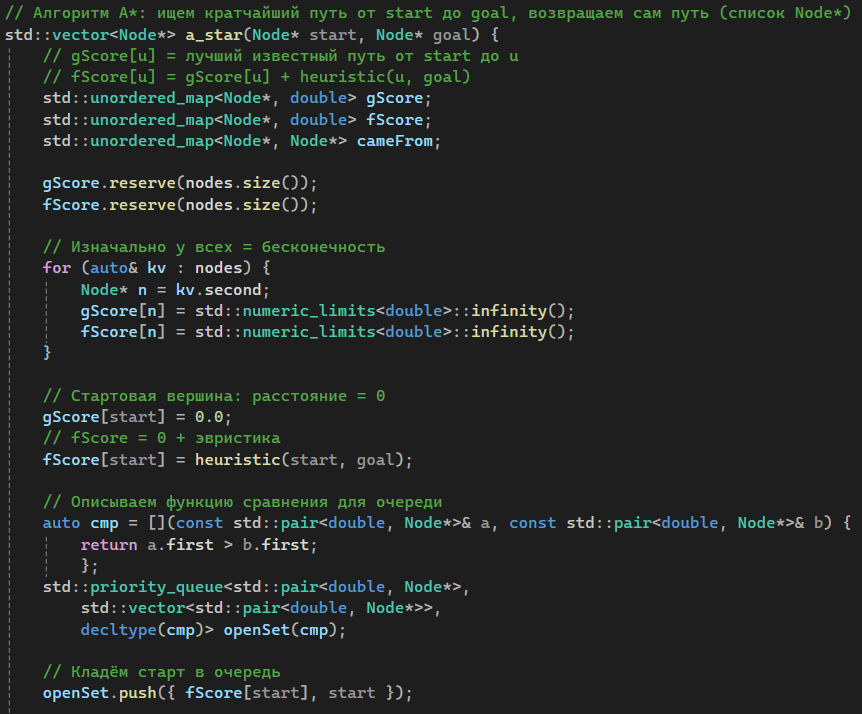 // Алгоритм A*: ищем кратчайший путь от start до goal, возвращаем сам путь (список Node*)
std::vector<Node*> a_star(Node* start, Node* goal) {
    // gScore[u] = лучший известный путь от start до u
    // fScore[u] = gScore[u] + heuristic(u, goal)
    std::unordered_map<Node*, double> gScore;
    std::unordered_map<Node*, double> fScore;
    std::unordered_map<Node*, Node*> cameFrom;

    gScore.reserve(nodes.size());
    fScore.reserve(nodes.size());

    // Изначально у всех = бесконечность
    for (auto& kv : nodes) {
        Node* n = kv.second;
        gScore[n] = std::numeric_limits<double>::infinity();
        fScore[n] = std::numeric_limits<double>::infinity();
    }

    // Стартовая вершина: расстояние = 0
    gScore[start] = 0.0;
    // fScore = 0 + эвристика
    fScore[start] = heuristic(start, goal);

    // Описываем функцию сравнения для очереди
    auto cmp = [](const std::pair<double, Node*>& a, const std::pair<double, Node*>& b) {
        return a.first > b.first;
        };
    std::priority_queue<std::pair<double, Node*>,
        std::vector<std::pair<double, Node*>>,
        decltype(cmp)> openSet(cmp);

    // Кладём старт в очередь
    openSet.push({ fScore[start], start });